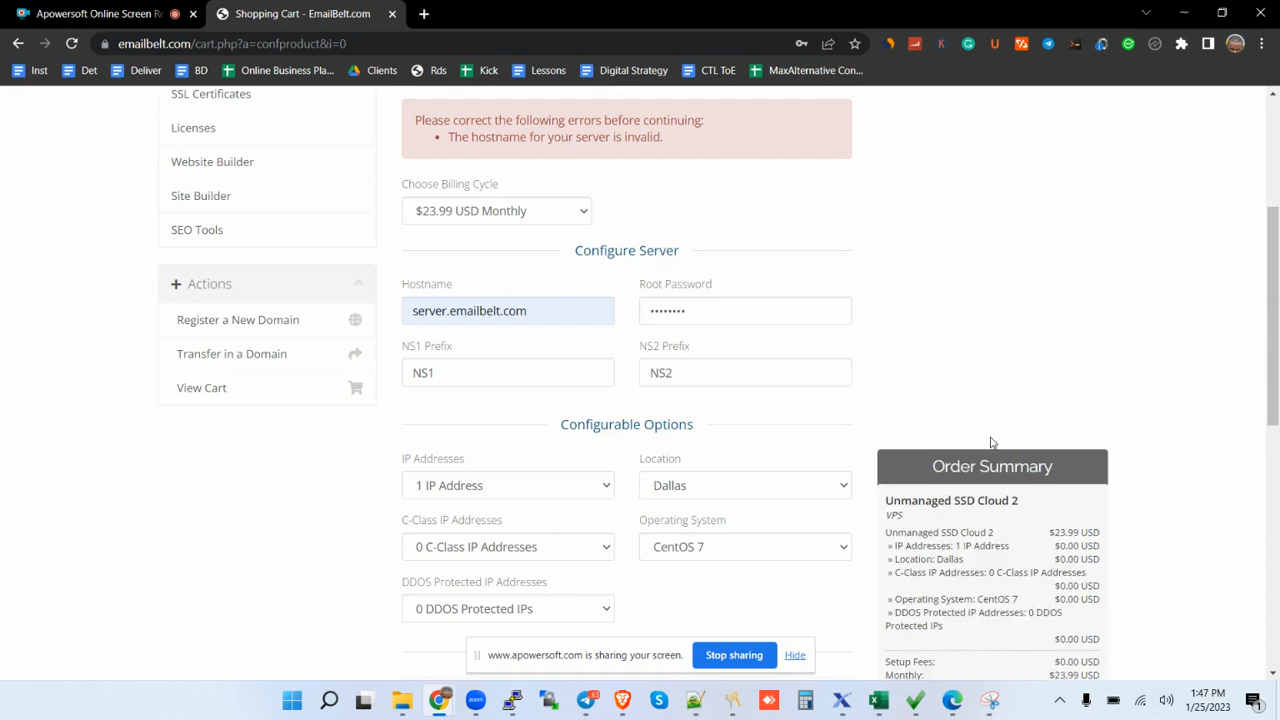 Apowersoft Online Screen Re
Shopping Cart - EmailBelt.com
emailbelt.com/cart.php?a=confproduct&i=0
Inst Det Deliver BD Online Business Pla... Clients Rds Kick Lessons Digital Strategy CTL ToE MaxAlternative Con...
SSL Certificates
Licenses
Website Builder
Site Builder
SEO Tools
Actions
Register a New Domain
Transfer in a Domain
View Cart
Please correct the following errors before continuing:
• The hostname for your server is invalid.
Choose Billing Cycle
$23.99 USD Monthly
Configure Server
Hostname Root Password
server.emailbelt.com ••••••••
NS1 Prefix NS2 Prefix
NS1 NS2
Configurable Options
IP Addresses Location
1 IP Address Dallas
C-Class IP Addresses Operating System
0 C-Class IP Addresses CentOS 7
DDOS Protected IP Addresses
0 DDOS Protected IPs
Order Summary
Unmanaged SSD Cloud 2
VPS
Unmanaged SSD Cloud 2 $23.99 USD
» IP Addresses: 1 IP Address $0.00 USD
» Location: Dallas $0.00 USD
» C-Class IP Addresses: 0 C-Class IP Addresses
$0.00 USD
» Operating System: CentOS 7 $0.00 USD
» DDOS Protected IP Addresses: 0 DDOS
Protected IPs
$0.00 USD
Setup Fees: $0.00 USD
Monthly: $23.99 USD
www.apowersoft.com is sharing your screen. Stop sharing Hide
1:47 PM
1/25/2023
1